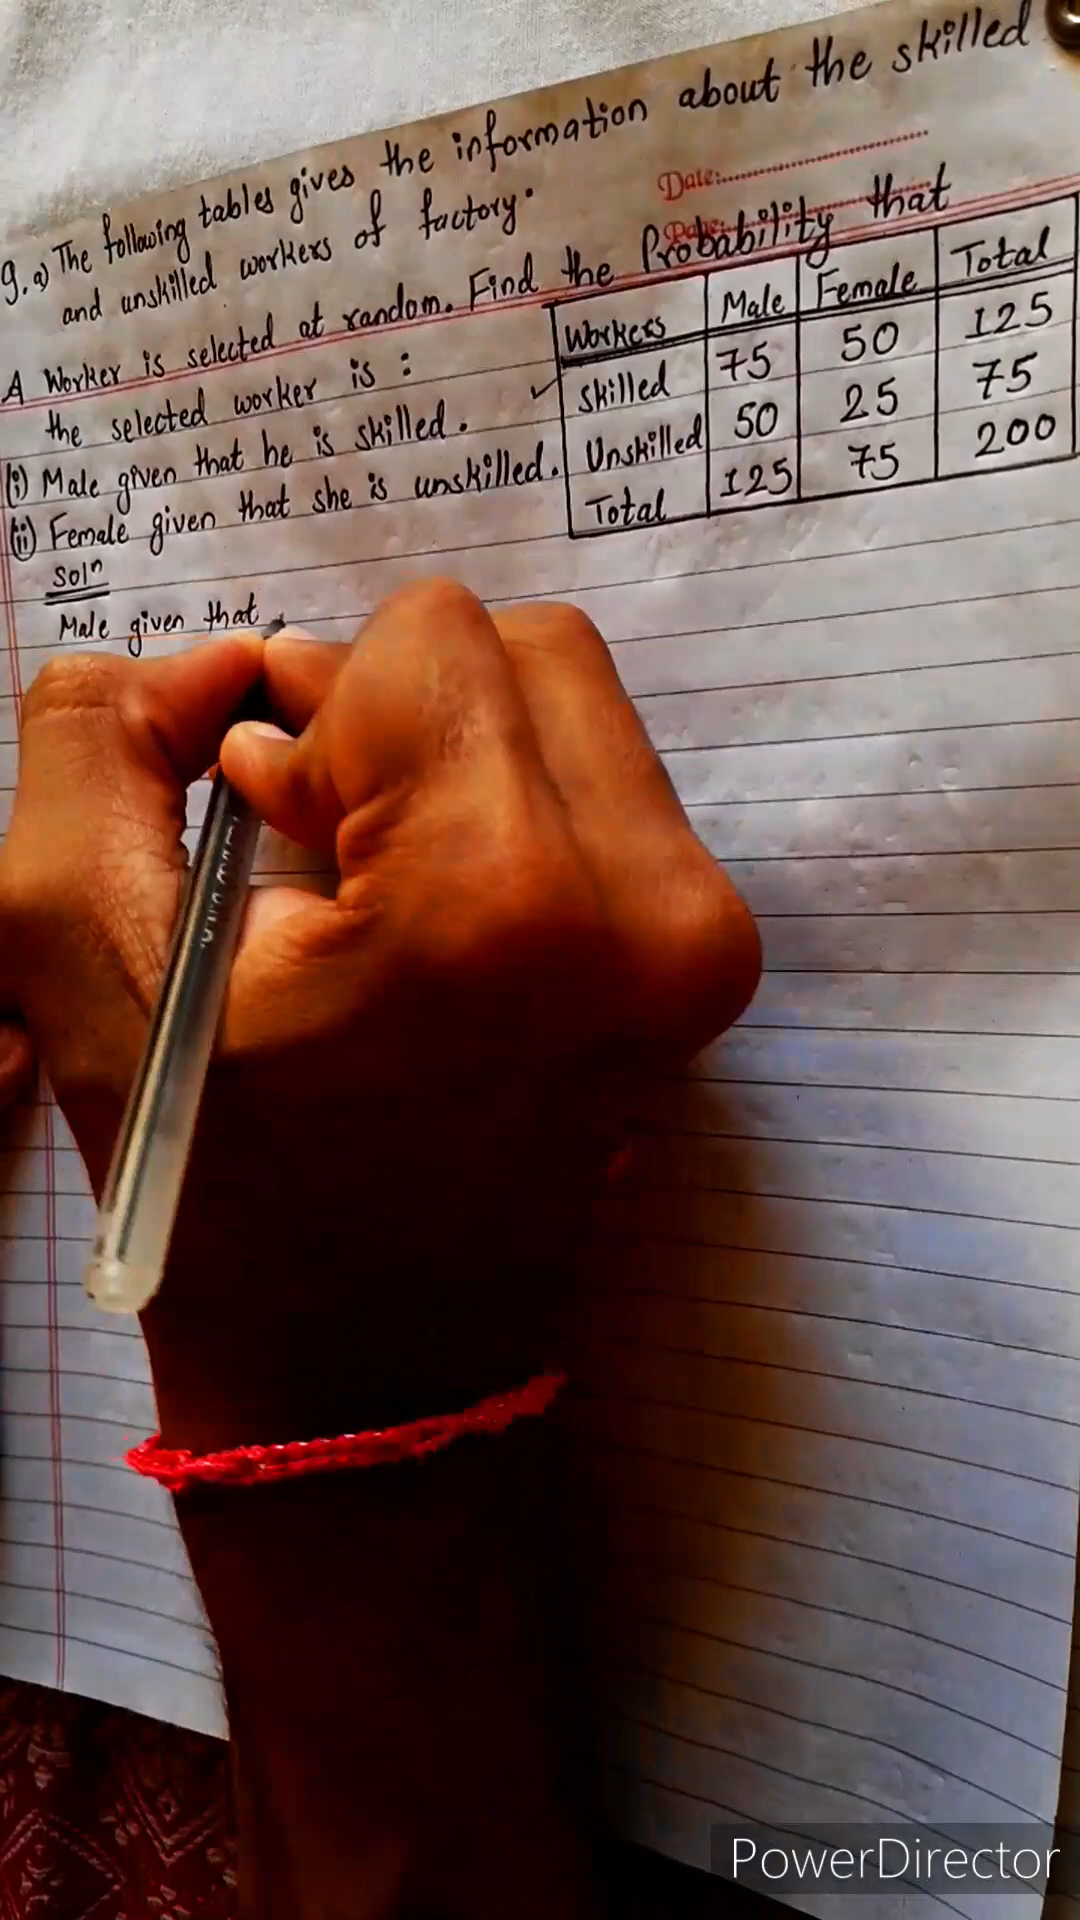 9. a) The following tables gives the information about the skilled
and unskilled workers of factory.
Date:
A Worker is selected at random. Find the Probability that
the selected worker is :
(i) Male given that he is skilled.
(ii) Female given that she is unskilled.
Workers Male Female Total
Skilled 75 50 125
Unskilled 50 25 75
Total 125 75 200
Solⁿ
Male given that
PowerDirector